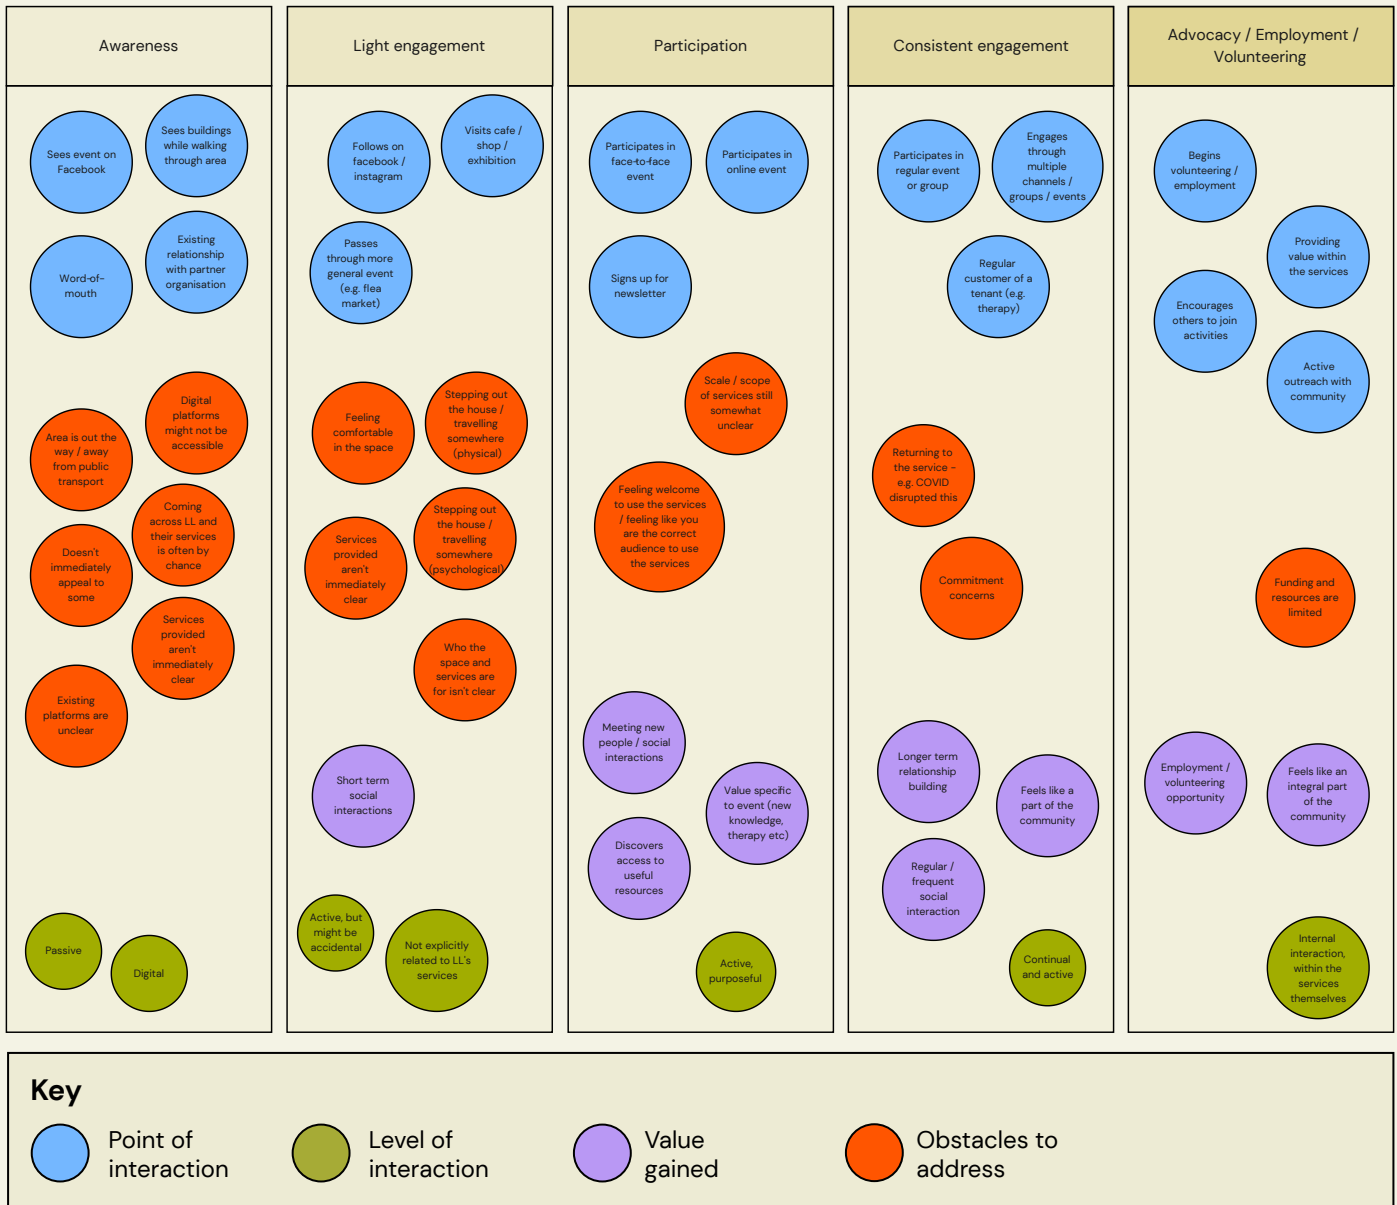 Awareness
Sees event on
Facebook
Sees buildings
while walking
through area
Word-of-
mouth
Existing
relationship
with partner
organisation
Digital
platforms
might not be
accessible
Area is out the
way / away
from public
transport
Coming
across LL and
their services
is often by
chance
Doesn't
immediately
appeal to
some
Services
provided
aren't
immediately
clear
Existing
platforms are
unclear
Passive
Digital
Light engagement
Follows on
facebook /
instagram
Visits cafe /
shop /
exhibition
Passes
through more
general event
(e.g. flea
market)
Feeling
comfortable
in the space
Stepping out
the house /
travelling
somewhere
(physical)
Services
provided
aren't
immediately
clear
Stepping out
the house /
travelling
somewhere
(psychological)
Who the
space and
services are
for isn't clear
Short term
social
interactions
Active, but
might be
accidental
Not explicitly
related to LL's
services
Participation
Participates in
face-to-face
event
Participates in
online event
Signs up for
newsletter
Scale / scope
of services still
somewhat
unclear
Feeling welcome
to use the services
/ feeling like you
are the correct
audience to use
the services
Meeting new
people / social
interactions
Value specific
to event (new
knowledge,
therapy etc)
Discovers
access to
useful
resources
Active,
purposeful
Consistent engagement
Participates in
regular event
or group
Engages
through
multiple
channels /
groups / events
Regular
customer of a
tenant (e.g.
therapy)
Returning to
the service -
e.g. COVID
disrupted this
Commitment
concerns
Longer term
relationship
building
Feels like a
part of the
community
Regular /
frequent
social
interaction
Continual
and active
Advocacy / Employment /
Volunteering
Begins
volunteering /
employment
Providing
value within
the services
Encourages
others to join
activities
Active
outreach with
community
Funding and
resources are
limited
Employment /
volunteering
opportunity
Feels like an
integral part
of the
community
Internal
interaction,
within the
services
themselves
Key
Point of
interaction
Level of
interaction
Value
gained
Obstacles to
address